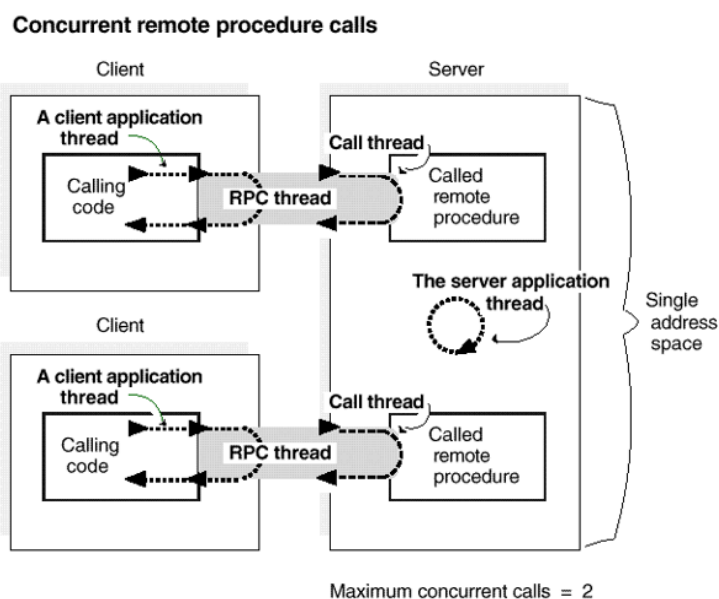 Concurrent remote procedure calls
Client
Server
A client application
thread
Calling
code
RPC thread
Call thread
Called
remote
procedure
The server application
thread
Single
address
space
Client
A client application
thread
Calling
code
RPC thread
Call thread
Called
remote
procedure
Maximum concurrent calls = 2